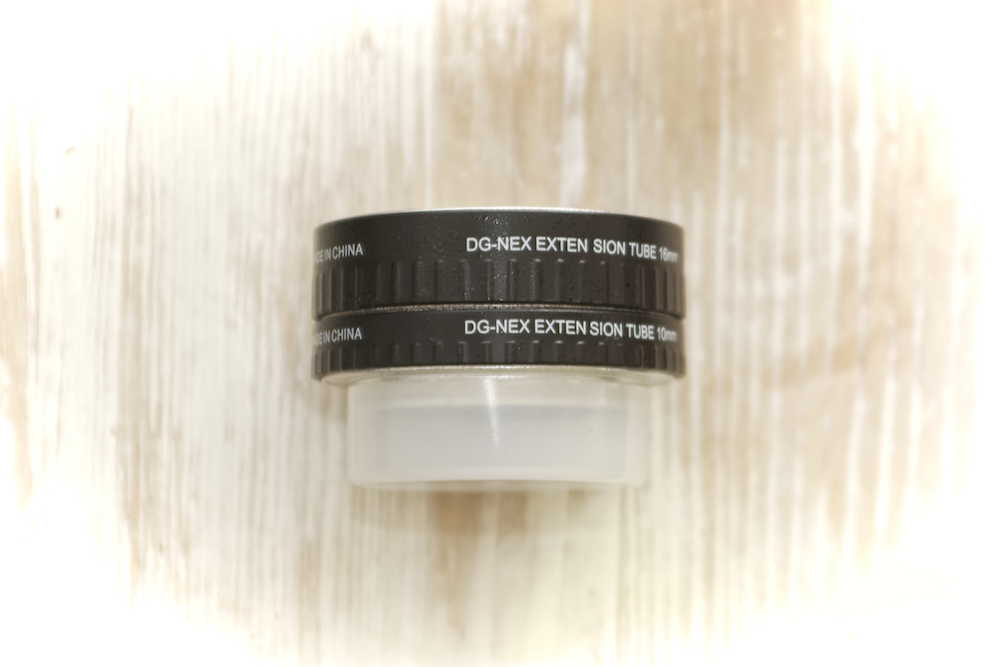 DE IN CHINA DG-NEX EXTEN SION TUBE 16mm
DE IN CHINA DG-NEX EXTEN SION TUBE 10mm